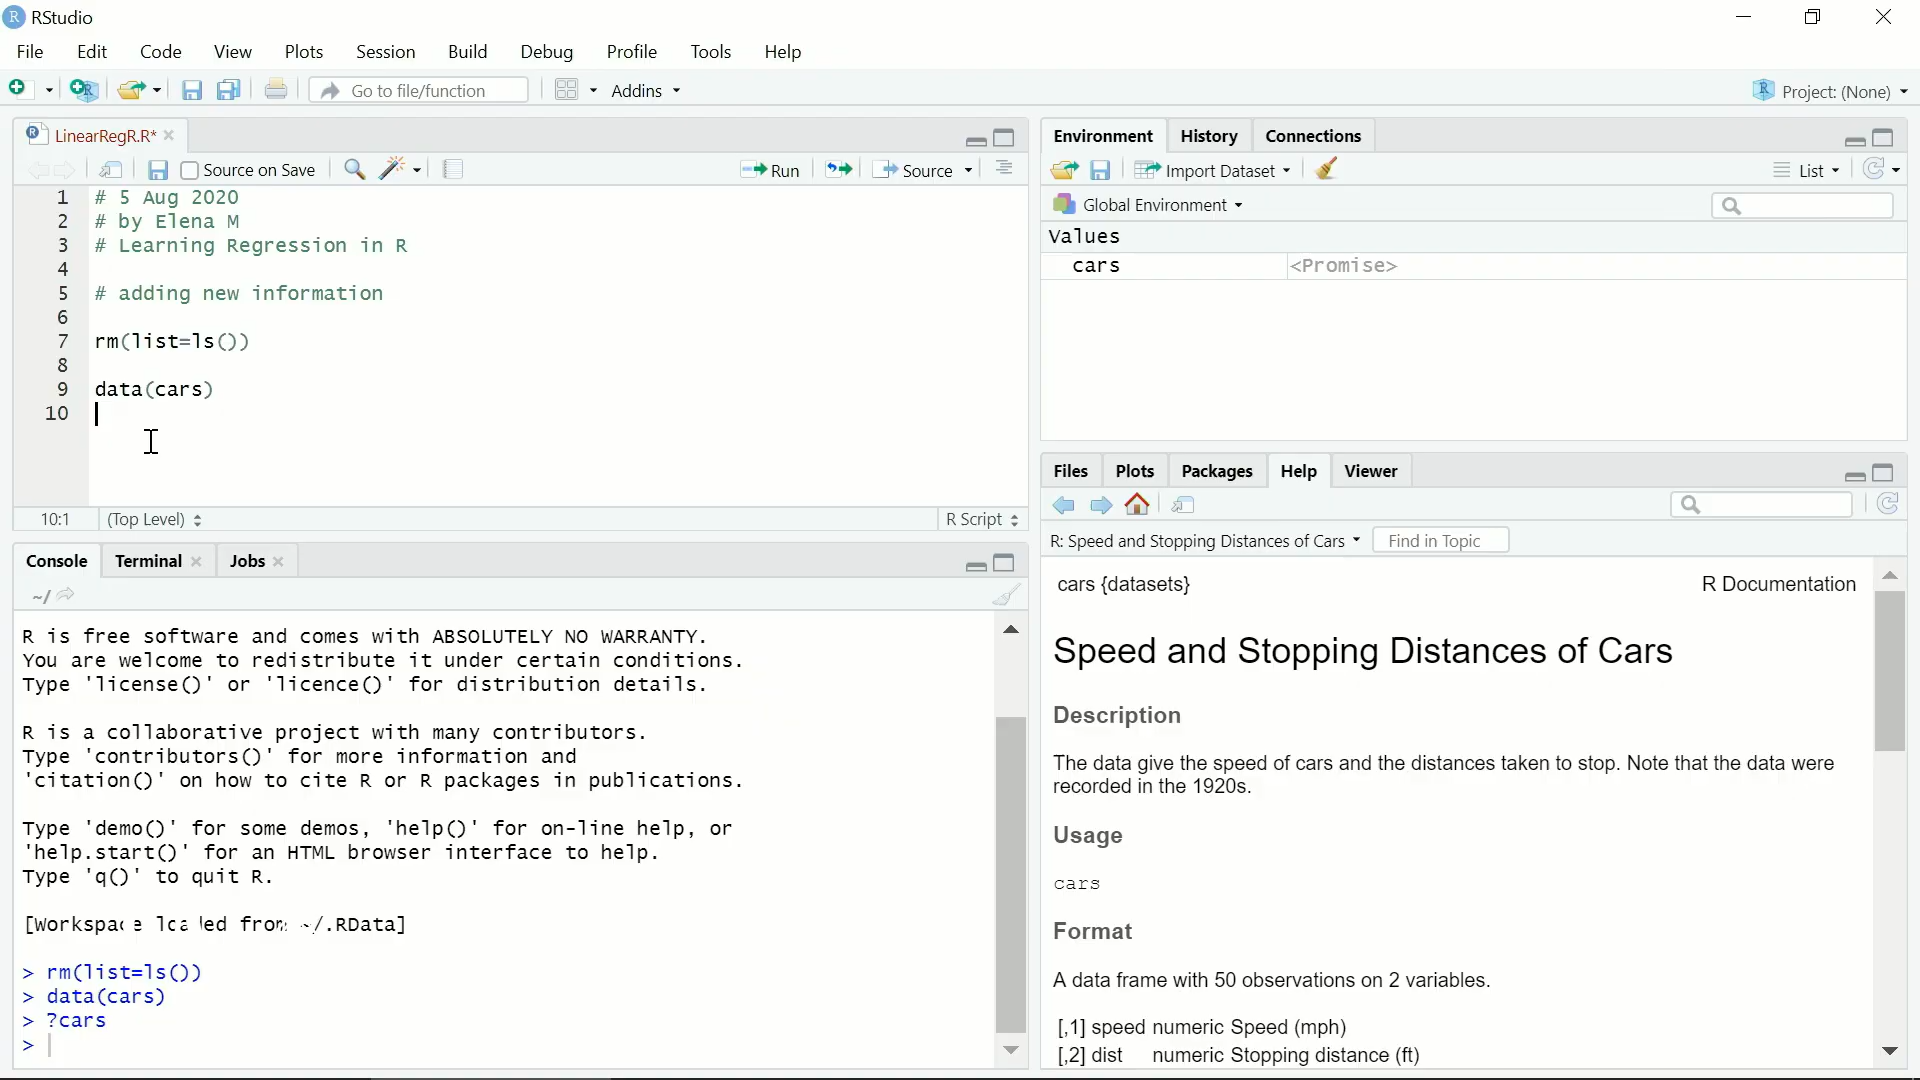 RStudio
File Edit Code View Plots Session Build Debug Profile Tools Help
Go to file/function Addins Project: (None)
LinearRegR.R*
Source on Save Run Source
1 # 5 Aug 2020
2 # by Elena M
3 # Learning Regression in R
4
5 # adding new information
6
7 rm(list=ls())
8
9 data(cars)
10
10:1 (Top Level) R Script
Console Terminal Jobs
~/
R is free software and comes with ABSOLUTELY NO WARRANTY.
You are welcome to redistribute it under certain conditions.
Type 'license()' or 'licence()' for distribution details.
R is a collaborative project with many contributors.
Type 'contributors()' for more information and
'citation()' on how to cite R or R packages in publications.
Type 'demo()' for some demos, 'help()' for on-line help, or
'help.start()' for an HTML browser interface to help.
Type 'q()' to quit R.
[Workspace loaded from ~/.RData]
> rm(list=ls())
> data(cars)
> ?cars
>
Environment History Connections
Import Dataset List
Global Environment
Values
cars <Promise>
Files Plots Packages Help Viewer
R: Speed and Stopping Distances of Cars Find in Topic
cars {datasets} R Documentation
Speed and Stopping Distances of Cars
Description
The data give the speed of cars and the distances taken to stop. Note that the data were
recorded in the 1920s.
Usage
cars
Format
A data frame with 50 observations on 2 variables.
[,1] speed numeric Speed (mph)
[,2] dist numeric Stopping distance (ft)